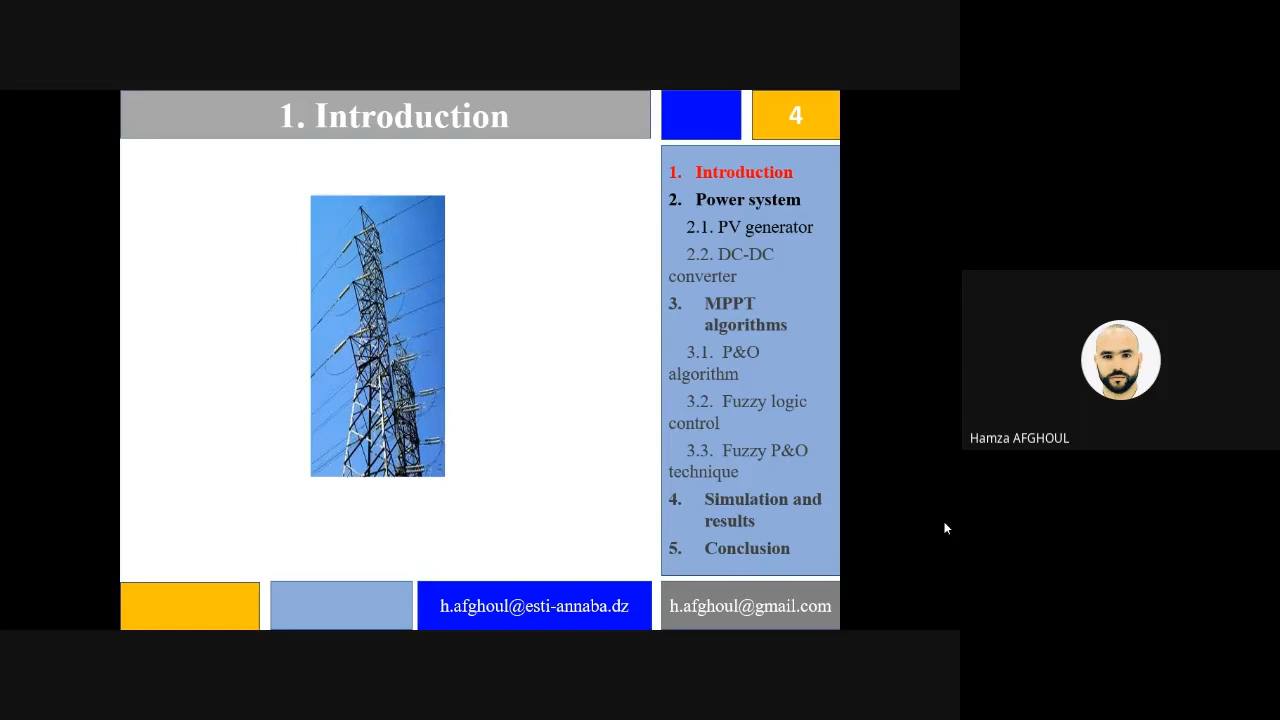 1. Introduction
4
1. Introduction
2. Power system
2.1. PV generator
2.2. DC-DC
converter
3. MPPT
algorithms
3.1. P&O
algorithm
3.2. Fuzzy logic
control
3.3. Fuzzy P&O
technique
4. Simulation and
results
5. Conclusion
h.afghoul@esti-annaba.dz
h.afghoul@gmail.com
Hamza AFGHOUL